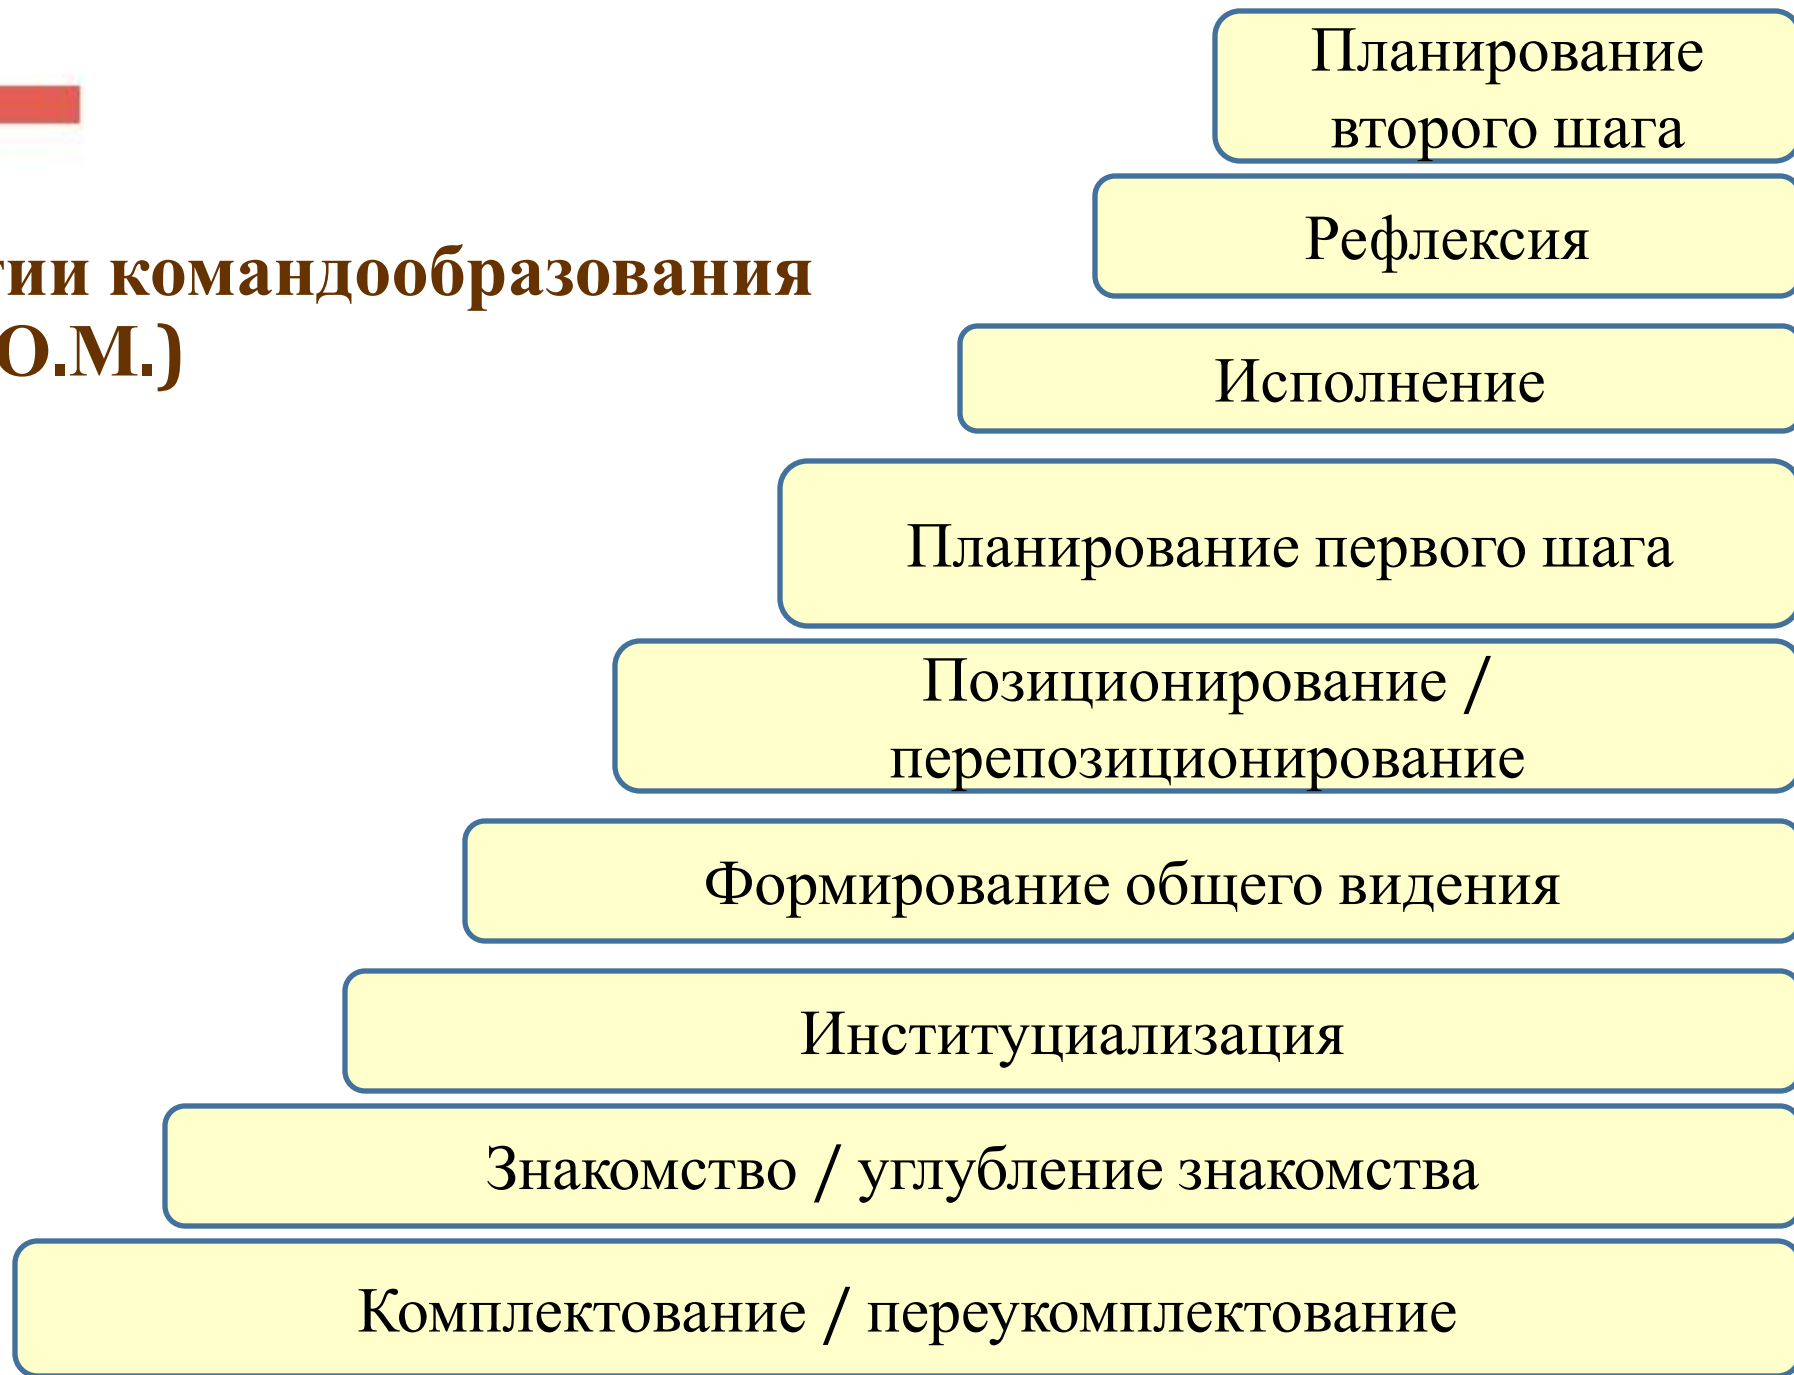 Планирование
второго шага
Рефлексия
гии командообразования
О.М.)
Исполнение
Планирование первого шага
Позиционирование /
перепозиционирование
Формирование общего видения
Институциализация
Знакомство / углубление знакомства
Комплектование / переукомплектование